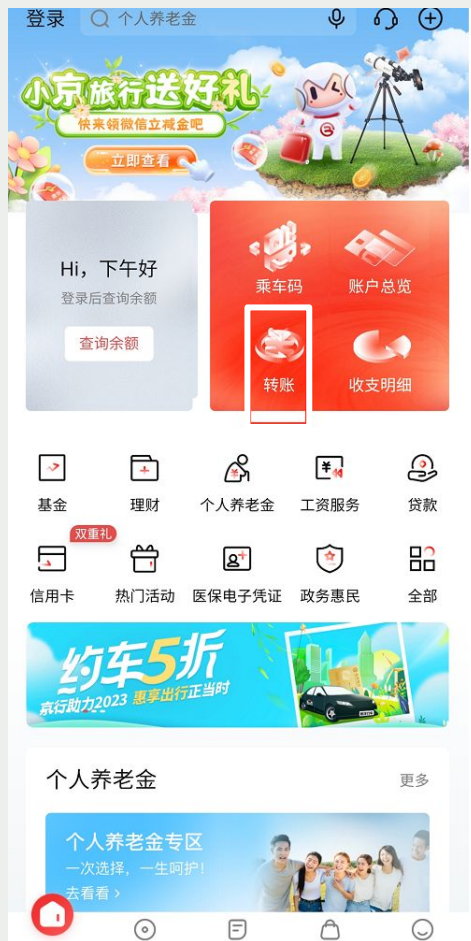 登录
个人养老金
小京旅行送好礼
快来领微信立减金吧
立即查看
Hi，下午好
登录后查询余额
查询余额
乘车码 账户总览
转账 收支明细
基金 理财 个人养老金 工资服务 贷款
双重礼
信用卡 热门活动 医保电子凭证 政务惠民 全部
约车5折
京行助力2023 惠享出行正当时
个人养老金 更多
个人养老金专区
一次选择，一生呵护！
去看看 >